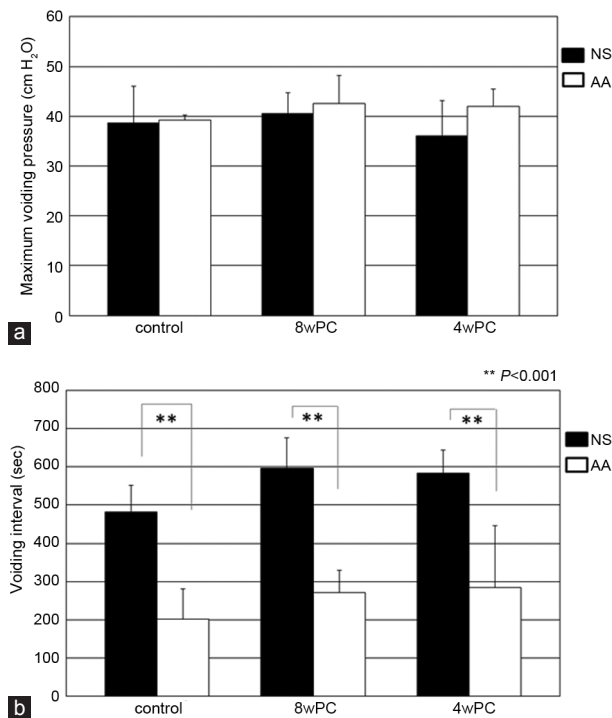 60
50
40
30
20
10
0
Maximum voiding pressure (cm H₂O)
control 8wPC 4wPC
NS
AA
a
** P<0.001
800
700
600
500
400
300
200
100
0
Voiding interval (sec)
** ** **
control 8wPC 4wPC
NS
AA
b